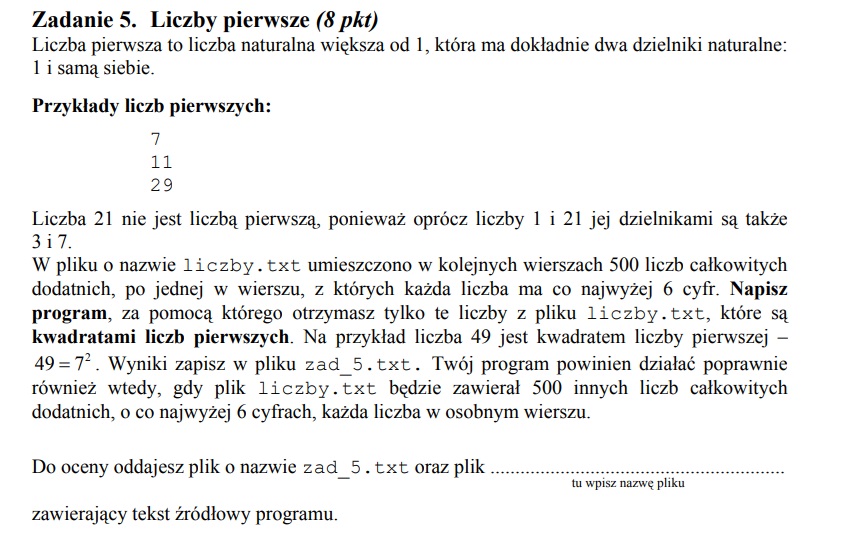 Zadanie 5. Liczby pierwsze (8 pkt)
Liczba pierwsza to liczba naturalna większa od 1, która ma dokładnie dwa dzielniki naturalne:
1 i samą siebie.
Przykłady liczb pierwszych:
7
11
29
Liczba 21 nie jest liczbą pierwszą, ponieważ oprócz liczby 1 i 21 jej dzielnikami są także
3 i 7.
W pliku o nazwie liczby.txt umieszczono w kolejnych wierszach 500 liczb całkowitych
dodatnich, po jednej w wierszu, z których każda liczba ma co najwyżej 6 cyfr. Napisz
program, za pomocą którego otrzymasz tylko te liczby z pliku liczby.txt, które są
kwadratami liczb pierwszych. Na przykład liczba 49 jest kwadratem liczby pierwszej –
49 = 7². Wyniki zapisz w pliku zad_5.txt. Twój program powinien działać poprawnie
również wtedy, gdy plik liczby.txt będzie zawierał 500 innych liczb całkowitych
dodatnich, o co najwyżej 6 cyfrach, każda liczba w osobnym wierszu.
Do oceny oddajesz plik o nazwie zad_5.txt oraz plik ............................................................
tu wpisz nazwę pliku
zawierający tekst źródłowy programu.